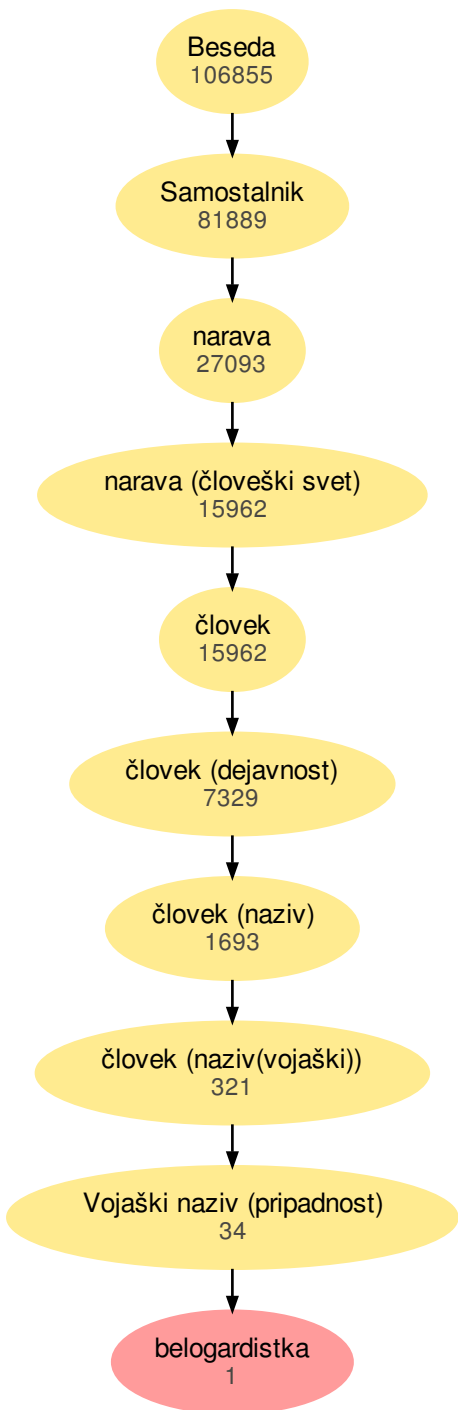 Beseda
106855
Samostalnik
81889
narava
27093
narava (človeški svet)
15962
človek
15962
človek (dejavnost)
7329
človek (naziv)
1693
človek (naziv(vojaški))
321
Vojaški naziv (pripadnost)
34
belogardistka
1